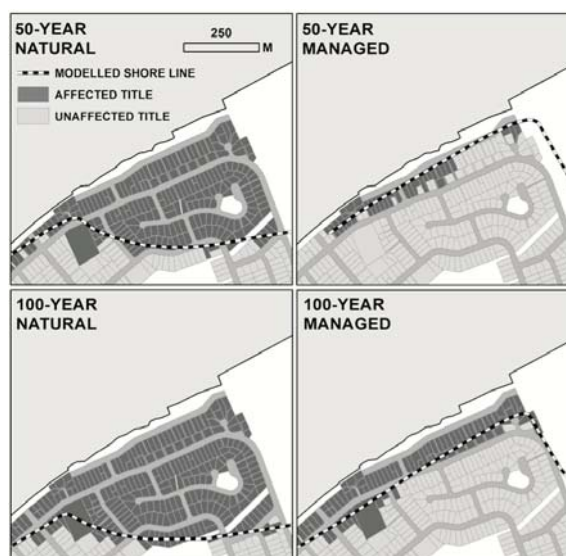 50-YEAR
NATURAL
250
M
MODELLED SHORE LINE
AFFECTED TITLE
UNAFFECTED TITLE
50-YEAR
MANAGED
100-YEAR
NATURAL
100-YEAR
MANAGED